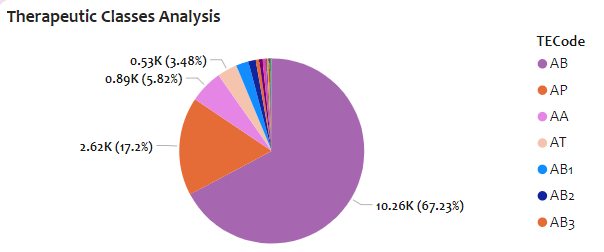 Therapeutic Classes Analysis
TECode
AB
AP
AA
AT
AB1
AB2
AB3
0.53K (3.48%)
0.89K (5.82%)
2.62K (17.2%)
10.26K (67.23%)